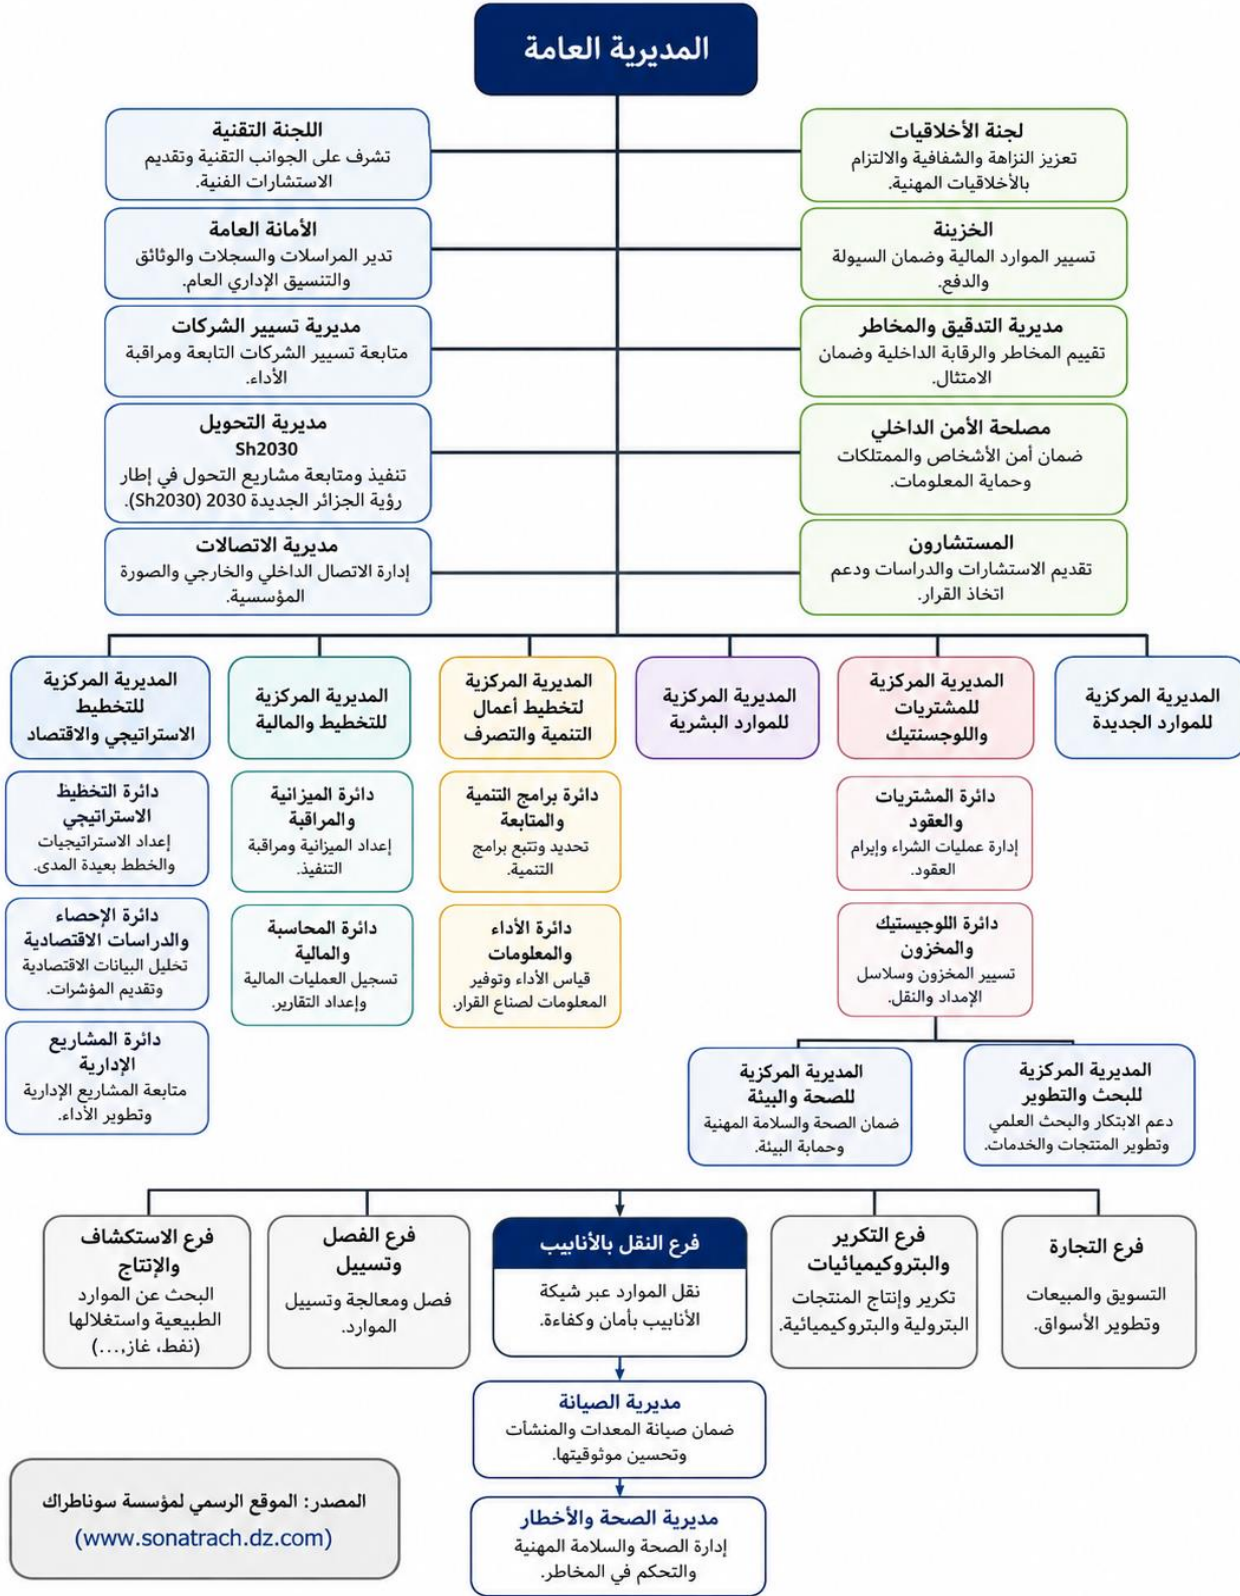 المديرية العامة
لجنة الأخلاقيات
تعزيز النزاهة والشفافية والالتزام
بالأخلاقيات المهنية.
اللجنة التقنية
تشرف على الجوانب التقنية وتقديم
الاستشارات الفنية.
الخزينة
تسيير الموارد المالية وضمان السيولة
والدفع.
الأمانة العامة
تدير المراسلات والسجلات والوثائق
والتنسيق الإداري العام.
مديرية التدقيق والمخاطر
تقييم المخاطر والرقابة الداخلية وضمان
الامتثال.
مديرية تسيير الشركات
متابعة تسيير الشركات التابعة ومراقبة
الأداء.
مصلحة الأمن الداخلي
ضمان أمن الأشخاص والممتلكات
وحماية المعلومات.
مديرية التحويل
Sh2030
تنفيذ ومتابعة مشاريع التحول في إطار
رؤية الجزائر الجديدة 2030 (Sh2030).
المستشارون
تقديم الاستشارات والدراسات ودعم
اتخاذ القرار.
مديرية الاتصالات
إدارة الاتصال الداخلي والخارجي والصورة
المؤسسية.
المديرية المركزية
للموارد الجديدة
المديرية المركزية
للمشتريات
واللوجسنتيك
المديرية المركزية
للموارد البشرية
المديرية المركزية
لتخطيط أعمال
التنمية والتصرف
المديرية المركزية
للتخطيط والمالية
المديرية المركزية
للتخطيط
الاستراتيجي والاقتصاد
دائرة المشتريات
والعقود
إدارة عمليات الشراء وإبرام
العقود.
دائرة برامج التنمية
والمتابعة
تحديد وتتبع برامج
التنمية.
دائرة الميزانية
والمراقبة
إعداد الميزانية ومراقبة
التنفيذ.
دائرة التخظيظ
الاستراتيجي
إعداد الاستراتيجيات
والخطط بعيدة المدى.
دائرة اللوجيستيك
والمخزون
تسيير المخزون وسلاسل
الإمداد والنقل.
دائرة الأداء
والمعلومات
قياس الأداء وتوفير
المعلومات لصناع القرار.
دائرة المحاسبة
والمالية
تسجيل العمليات المالية
وإعداد التقارير.
دائرة الإحصاء
والدراسات الاقتصادية
تخليل البيانات الاقتصادية
وتقديم المؤشرات.
دائرة المشاريع
الإدارية
متابعة المشاريع الإدارية
وتطوير الأداء.
المديرية المركزية
للبحث والتطوير
دعم الابتكار والبحث العلمي
وتطوير المنتجات والخدمات.
المديرية المركزية
للصحة والبيئة
ضمان الصحة والسلامة المهنية
وحمابة البيئة.
فرع التجارة
التسويق والمبيعات
وتطوير الأسواق.
فرع التكرير
والبتروكيميائيات
تكرير وإنتاج المنتجات
البترولية والبتروكيميائية.
فرع النقل بالأنابيب
نقل الموارد عبر شبكة
الأنابيب بأمان وكفاءة.
فرع الفصل
وتسييل
فصل ومعالجة وتسييل
الموارد.
فرع الاستكشاف
والإنتاج
البحث عن الموارد
الطبيعية واستغلالها
(نفط، غاز,...)
مديرية الصيانة
ضمان صيانة المعدات والمنشآت
وتحسين موثوقيتها.
مديرية الصحة والأخطار
إدارة الصحة والسلامة المهنية
والتحكم في المخاطر.
المصدر: الموقع الرسمي لمؤسسة سوناطراك
(www.sonatrach.dz.com)